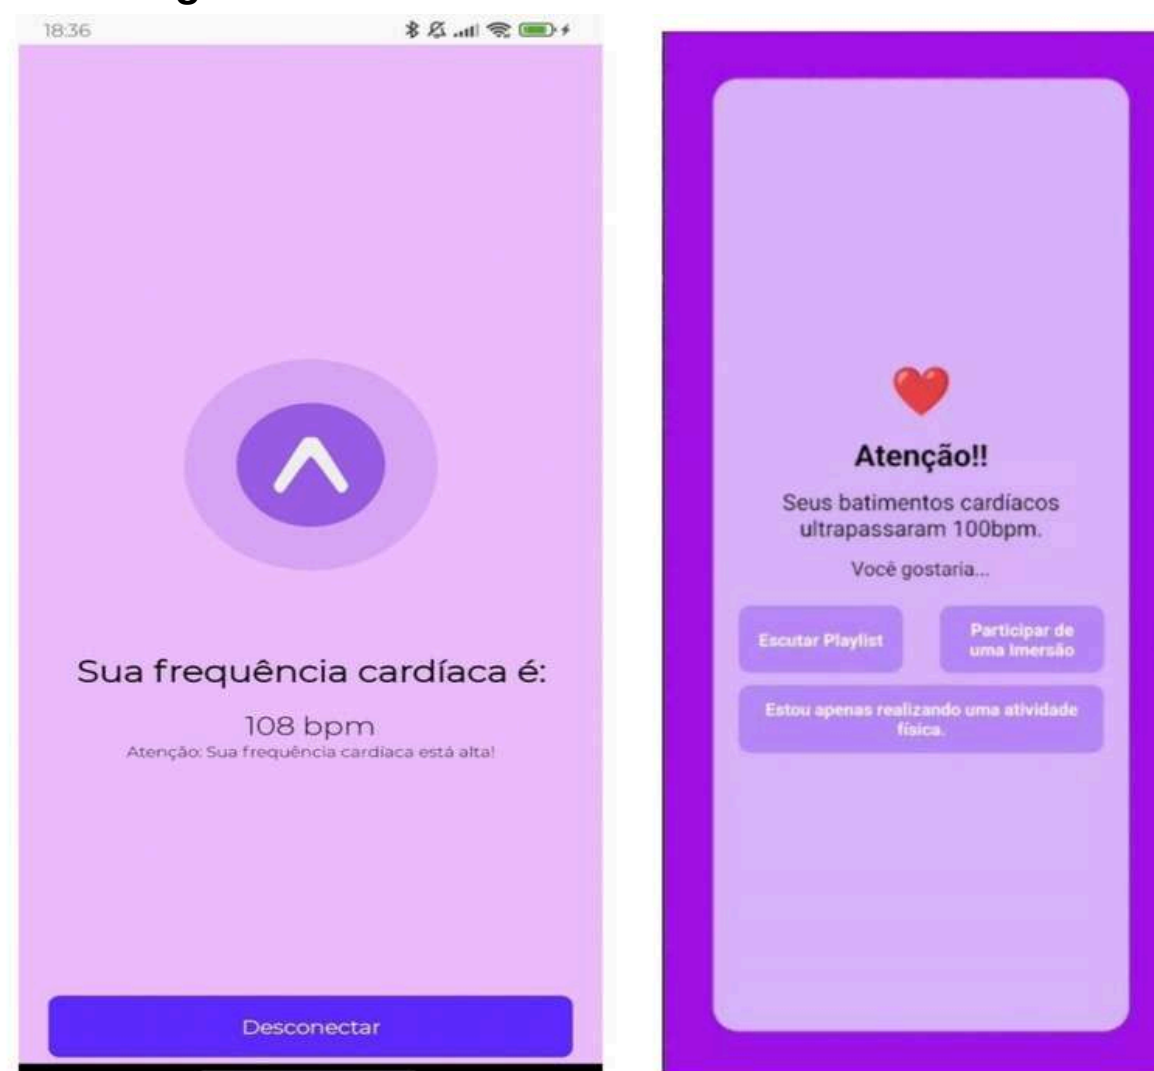 18:36
Sua frequência cardíaca é:
108 bpm
Atenção: Sua frequência cardíaca está alta!
Desconectar
Atenção!!
Seus batimentos cardíacos
ultrapassaram 100bpm.
Você gostaria...
Escutar Playlist
Participar de
uma Imersão
Estou apenas realizando uma atividade
física.